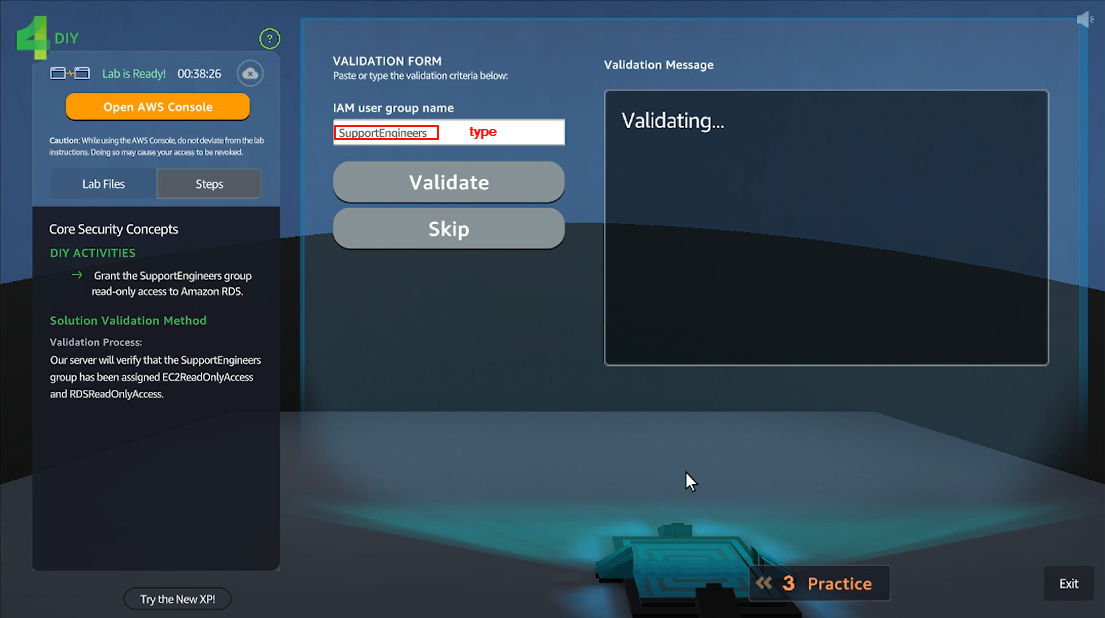 4 DIY
?
Lab is Ready! 00:38:26
Open AWS Console
Caution: While using the AWS Console, do not deviate from the lab
instructions. Doing so may cause your access to be revoked.
Lab Files
Steps
Core Security Concepts
DIY ACTIVITIES
→ Grant the SupportEngineers group
read-only access to Amazon RDS.
Solution Validation Method
Validation Process:
Our server will verify that the SupportEngineers
group has been assigned EC2ReadOnlyAccess
and RDSReadOnlyAccess.
Try the New XP!
VALIDATION FORM
Paste or type the validation criteria below:
IAM user group name
SupportEngineers type
Validate
Skip
Validation Message
Validating...
« 3 Practice
Exit